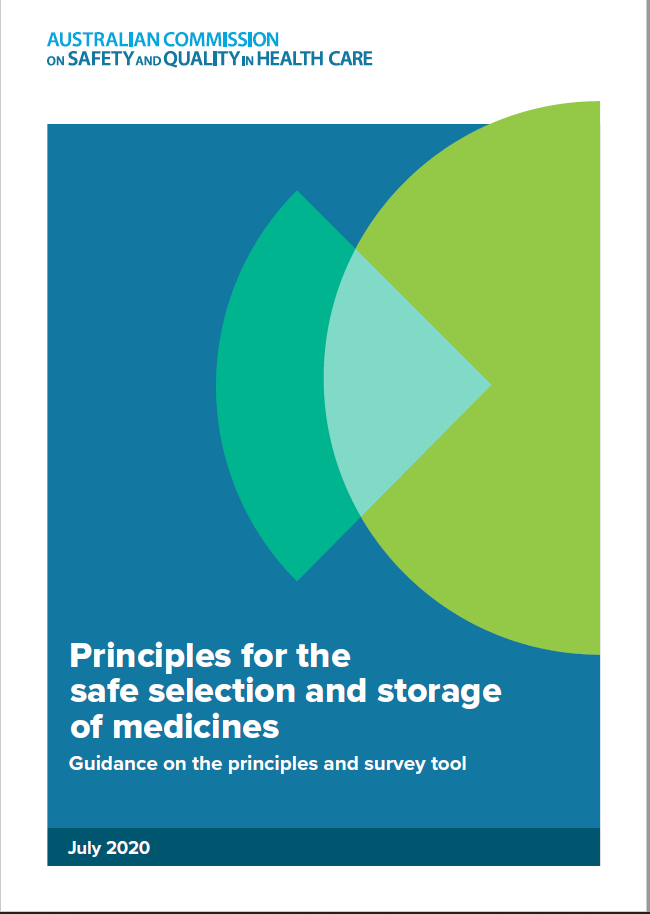 AUSTRALIAN COMMISSION
ON SAFETY AND QUALITY IN HEALTH CARE
Principles for the
safe selection and storage
of medicines
Guidance on the principles and survey tool
July 2020